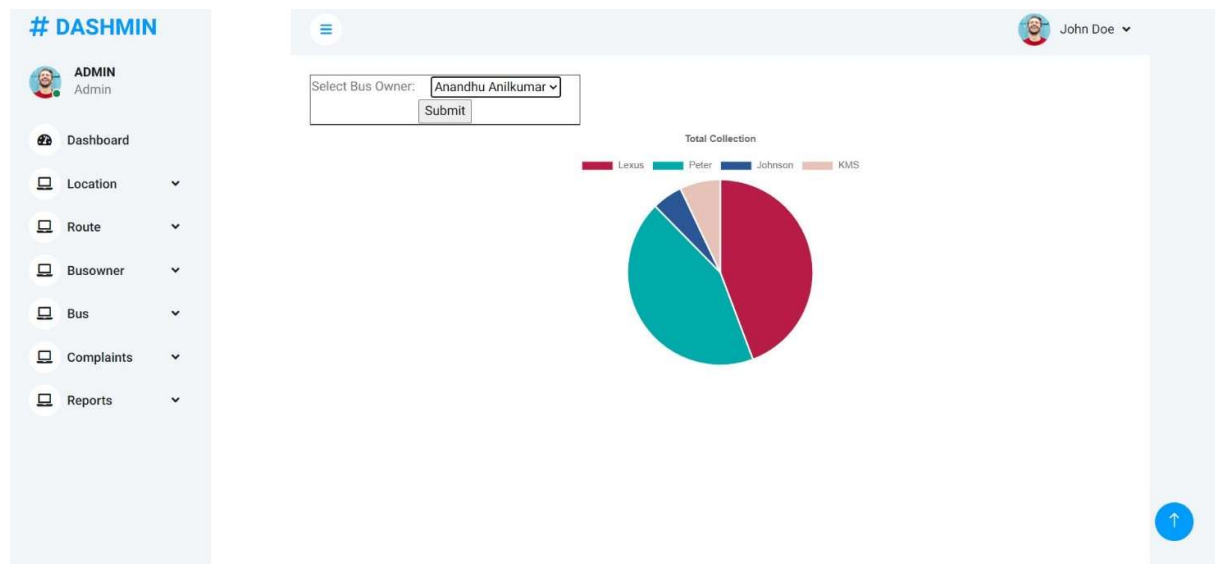 # DASHMIN
ADMIN
Admin
Dashboard
Location
Route
Busowner
Bus
Complaints
Reports
John Doe
Select Bus Owner: Anandhu Anilkumar
Submit
Total Collection
Lexus Peter Johnson KMS